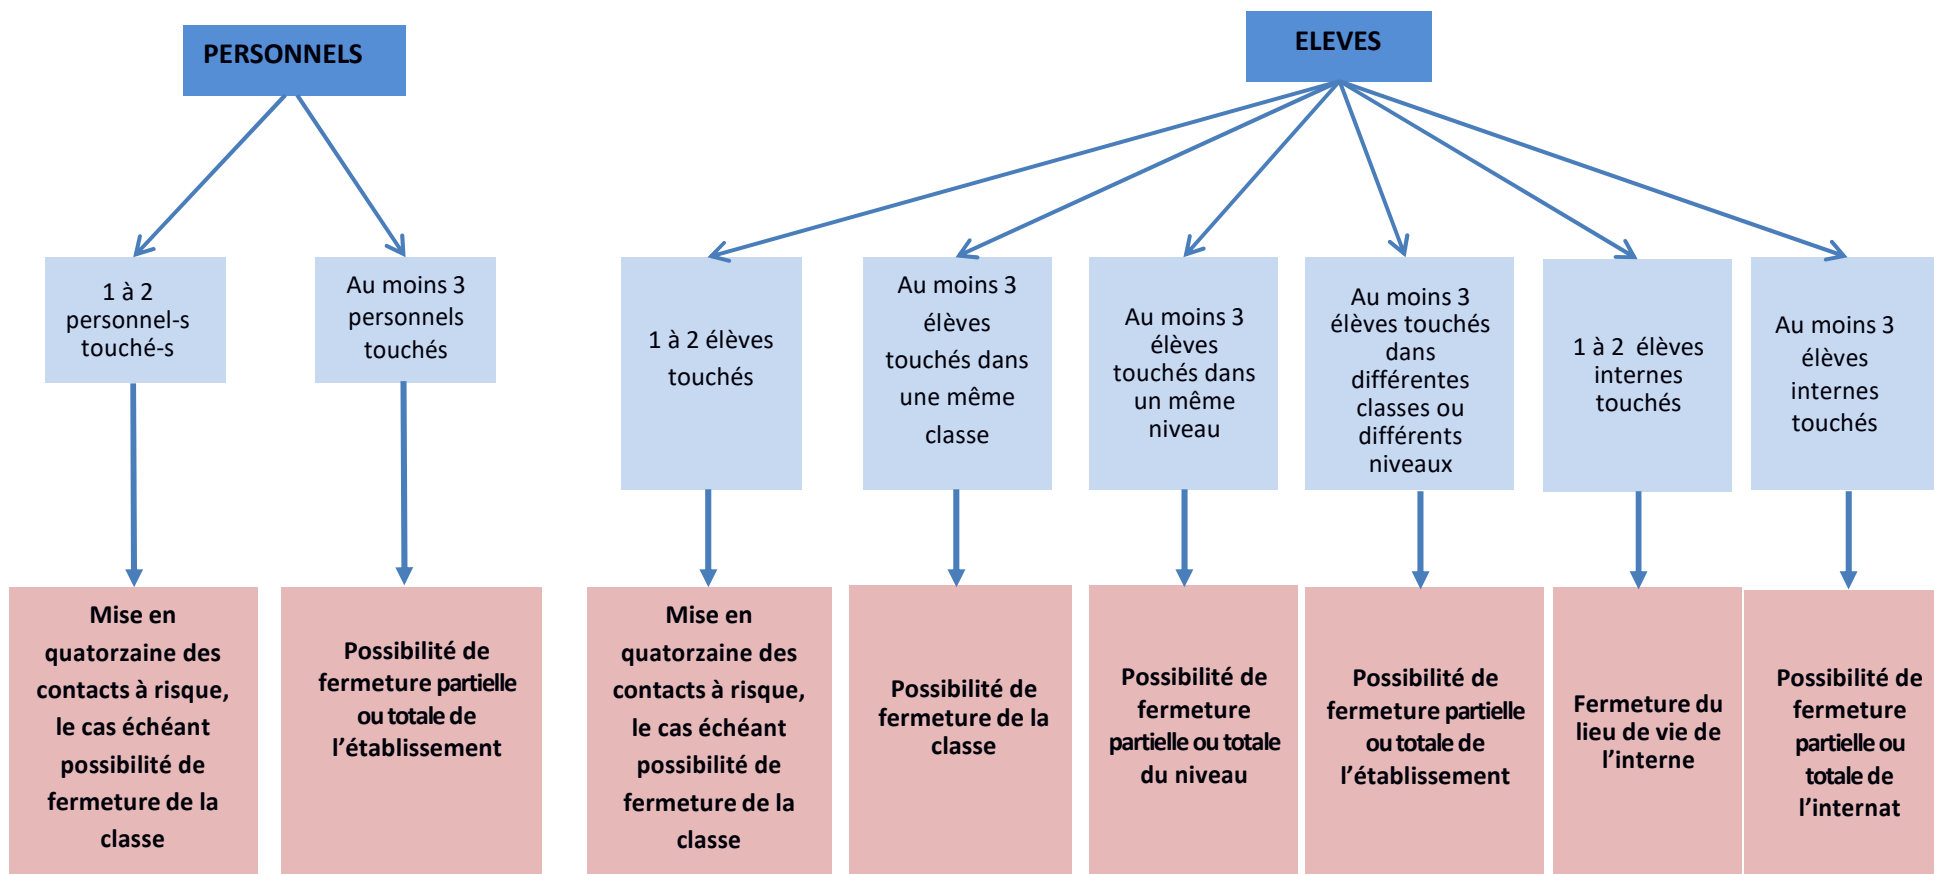 PERSONNELS
ELEVES
1 à 2
personnel-s
touché-s
Au moins 3
personnels
touchés
1 à 2 élèves
touchés
Au moins 3
élèves
touchés dans
une même
classe
Au moins 3
élèves
touchés dans
un même
niveau
Au moins 3
élèves touchés
dans
différentes
classes ou
différents
niveaux
1 à 2 élèves
internes
touchés
Au moins 3
élèves
internes
touchés
Mise en
quatorzaine des
contacts à risque,
le cas échéant
possibilité de
fermeture de la
classe
Possibilité de
fermeture partielle
ou totale de
l’établissement
Mise en
quatorzaine des
contacts à risque,
le cas échéant
possibilité de
fermeture de la
classe
Possibilité de
fermeture de la
classe
Possibilité de
fermeture
partielle ou totale
du niveau
Possibilité de
fermeture partielle
ou totale de
l’établissement
Fermeture du
lieu de vie de
l’interne
Possibilité de
fermeture
partielle ou
totale de
l’internat